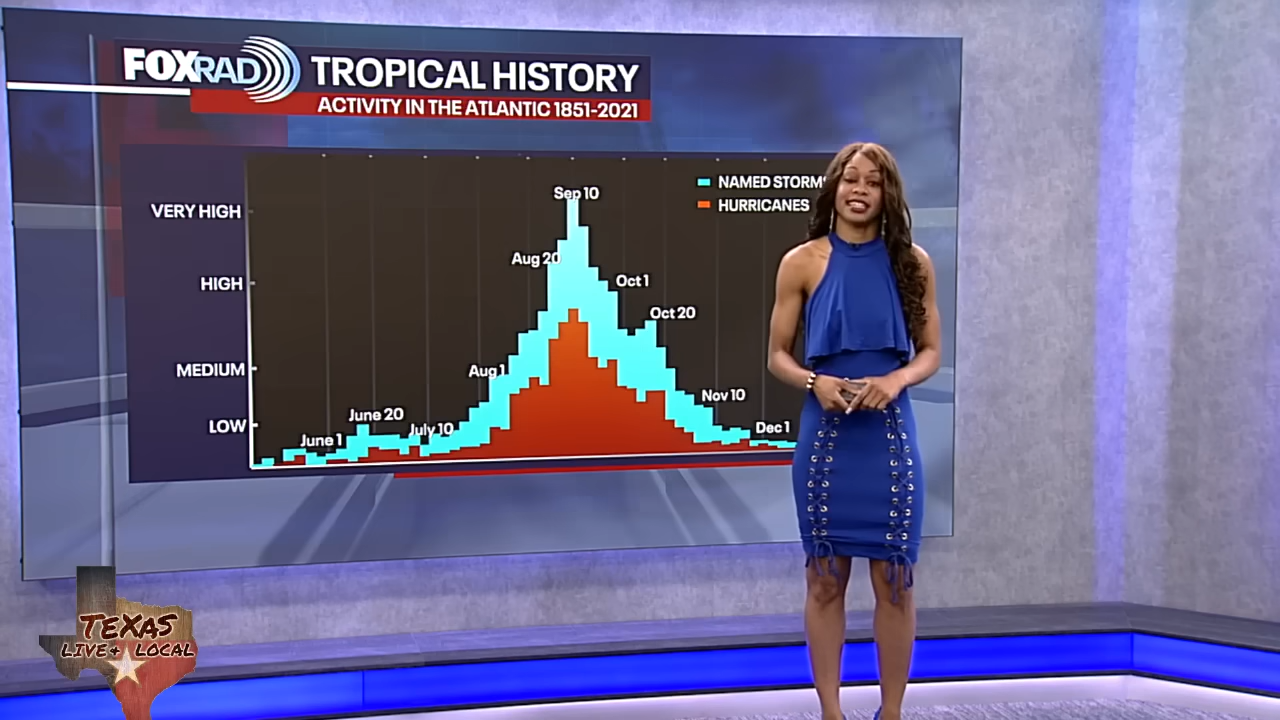 FOXRAD
TROPICAL HISTORY
ACTIVITY IN THE ATLANTIC 1851-2021
VERY HIGH
HIGH
MEDIUM
LOW
NAMED STORMS
HURRICANES
Sep 10
Aug 20
Oct 1
Oct 20
Aug 1
Nov 10
June 20
July 10
Dec 1
June 1
TEXAS
LIVE + LOCAL